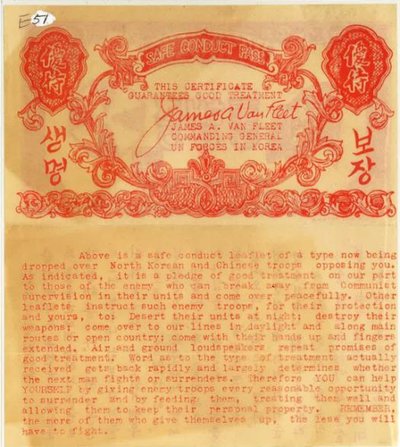 E 57
SAFE CONDUCT PASS
優待
優待
THIS CERTIFICATE
GUARANTEES GOOD TREATMENT
James A Van Fleet
JAMES A. VAN FLEET
COMMANDING GENERAL
UN FORCES IN KOREA
생명
보장
Above is a safe conduct leaflet of a type now being
dropped over North Korean and Chinese troops opposing you.
As indicated, it is a pledge of good treatment on our part
to those of the enemy who can break away from Communist
supervision in their units and come over peacefully. Other
leaflets instruct such enemy troops, for their protection
and yours, to: Desert their units at night; destroy their
weapons; come over to our lines in daylight and along main
routes or open country; come with their hands up and fingers
extended. Air and ground loudspeakers repeat promises of
good treatment. Word as to the type of treatment actually
received gets back rapidly and largely determines whether
the next man fights or surrenders. Therefore YOU can help
YOURSELF by giving enemy troops every reasonable opportunity
to surrender and by feeding them, treating them well and
allowing them to keep their personal property. REMEMBER,
the more of them who give themselves up, the less you will
have to fight.